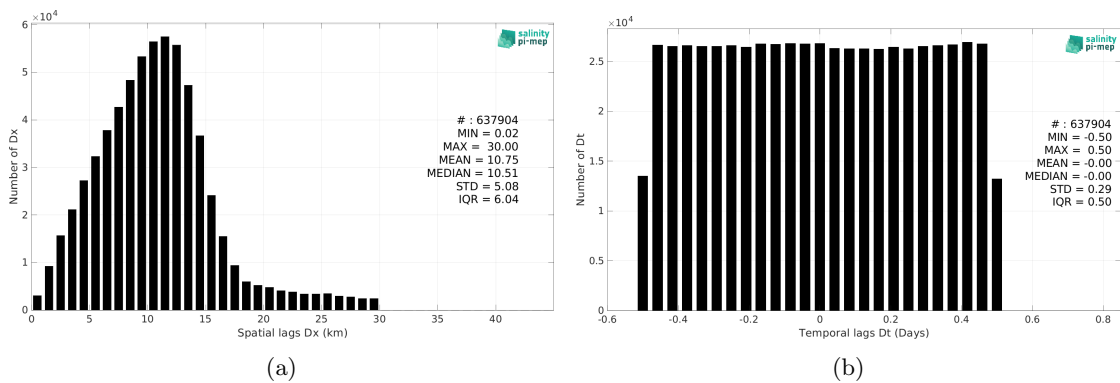 ×10⁴
6
5
4
3
2
1
0
Number of Dx
0 5 10 15 20 25 30 35 40 45
Spatial lags Dx (km)
salinity
pi-mep
# : 637904
MIN = 0.02
MAX = 30.00
MEAN = 10.75
MEDIAN = 10.51
STD = 5.08
IQR = 6.04
(a)
×10⁴
2.5
2
1.5
1
0.5
0
Number of Dt
-0.6 -0.4 -0.2 0 0.2 0.4 0.6 0.8
Temporal lags Dt (Days)
salinity
pi-mep
# : 637904
MIN = -0.50
MAX = 0.50
MEAN = -0.00
MEDIAN = -0.00
STD = 0.29
IQR = 0.50
(b)